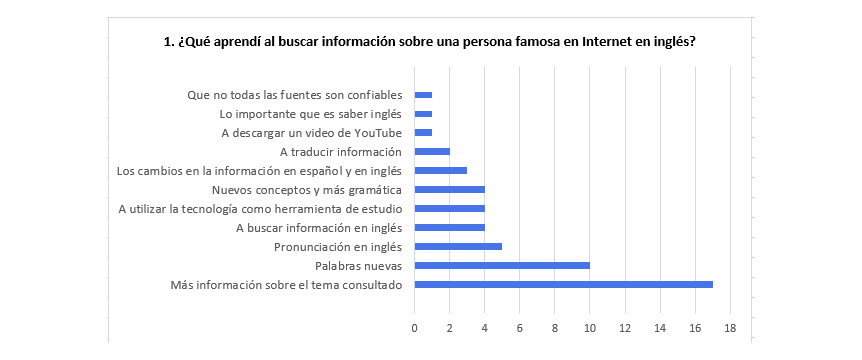 1. ¿Qué aprendí al buscar información sobre una persona famosa en Internet en inglés?
Que no todas las fuentes son confiables
Lo importante que es saber inglés
A descargar un video de YouTube
A traducir información
Los cambios en la información en español y en inglés
Nuevos conceptos y más gramática
A utilizar la tecnología como herramienta de estudio
A buscar información en inglés
Pronunciación en inglés
Palabras nuevas
Más información sobre el tema consultado
0 2 4 6 8 10 12 14 16 18